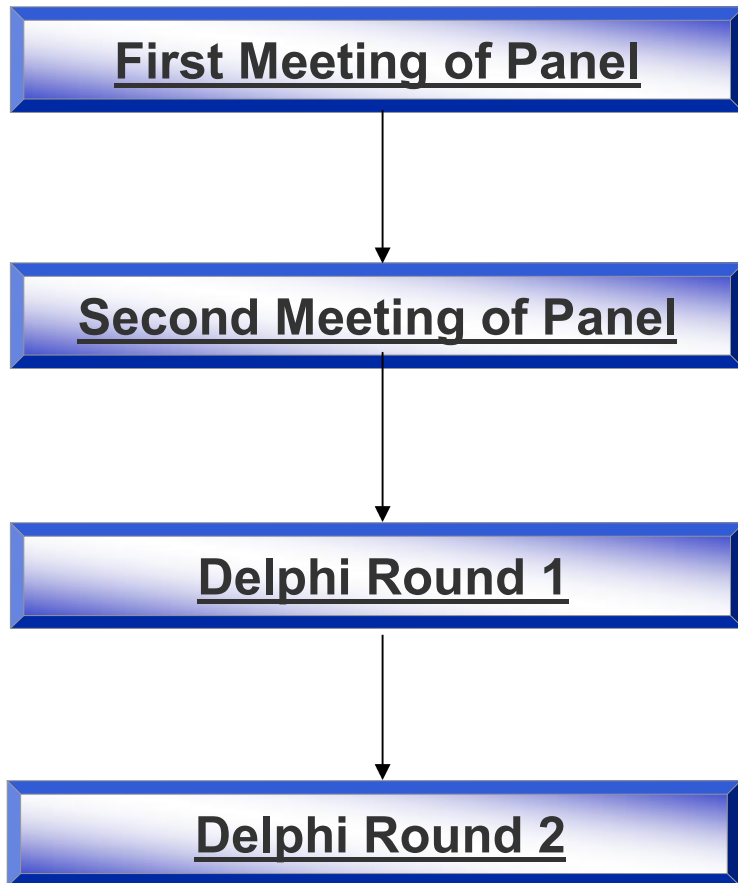 First Meeting of Panel
Second Meeting of Panel
Delphi Round 1
Delphi Round 2